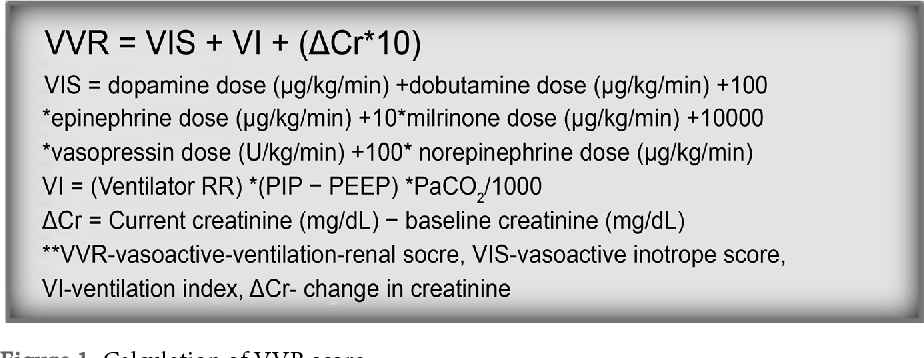 VVR = VIS + VI + (ΔCr*10)
VIS = dopamine dose (μg/kg/min) +dobutamine dose (μg/kg/min) +100
*epinephrine dose (μg/kg/min) +10*milrinone dose (μg/kg/min) +10000
*vasopressin dose (U/kg/min) +100* norepinephrine dose (μg/kg/min)
VI = (Ventilator RR) *(PIP − PEEP) *PaCO₂/1000
ΔCr = Current creatinine (mg/dL) − baseline creatinine (mg/dL)
**VVR-vasoactive-ventilation-renal socre, VIS-vasoactive inotrope score,
VI-ventilation index, ΔCr- change in creatinine
Figure 1. Calculation of VVR score